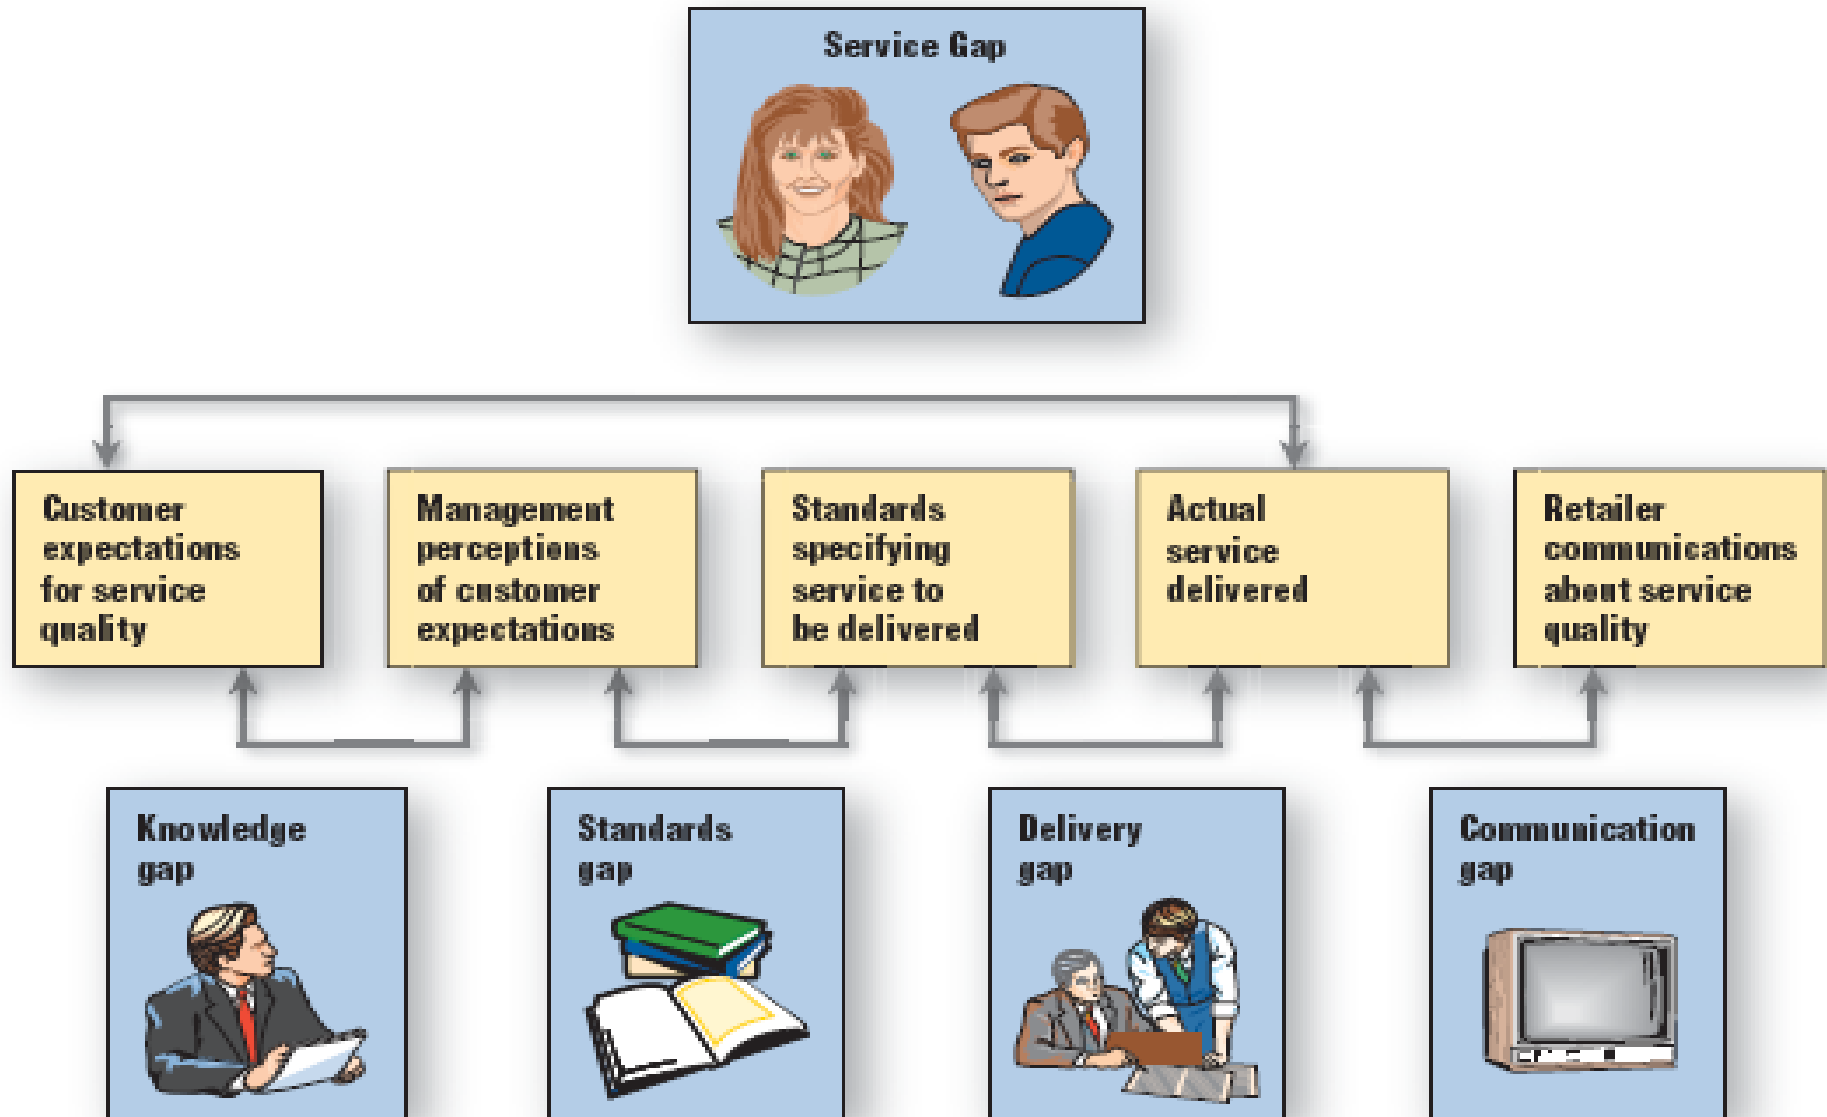 Service Gap
Customer
expectations
for service
quality
Management
perceptions
of customer
expectations
Standards
specifying
service to
be delivered
Actual
service
delivered
Retailer
communications
about service
quality
Knowledge
gap
Standards
gap
Delivery
gap
Communication
gap